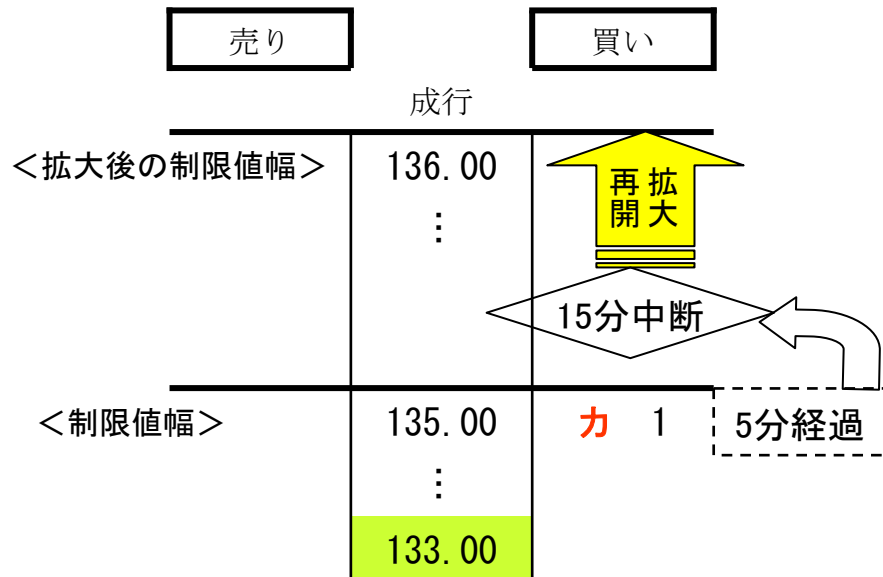 売り 買い
成行
＜拡大後の制限値幅＞ 136.00
再開 拡大
⋮
15分中断
＜制限値幅＞ 135.00 カ 1 5分経過
⋮
133.00